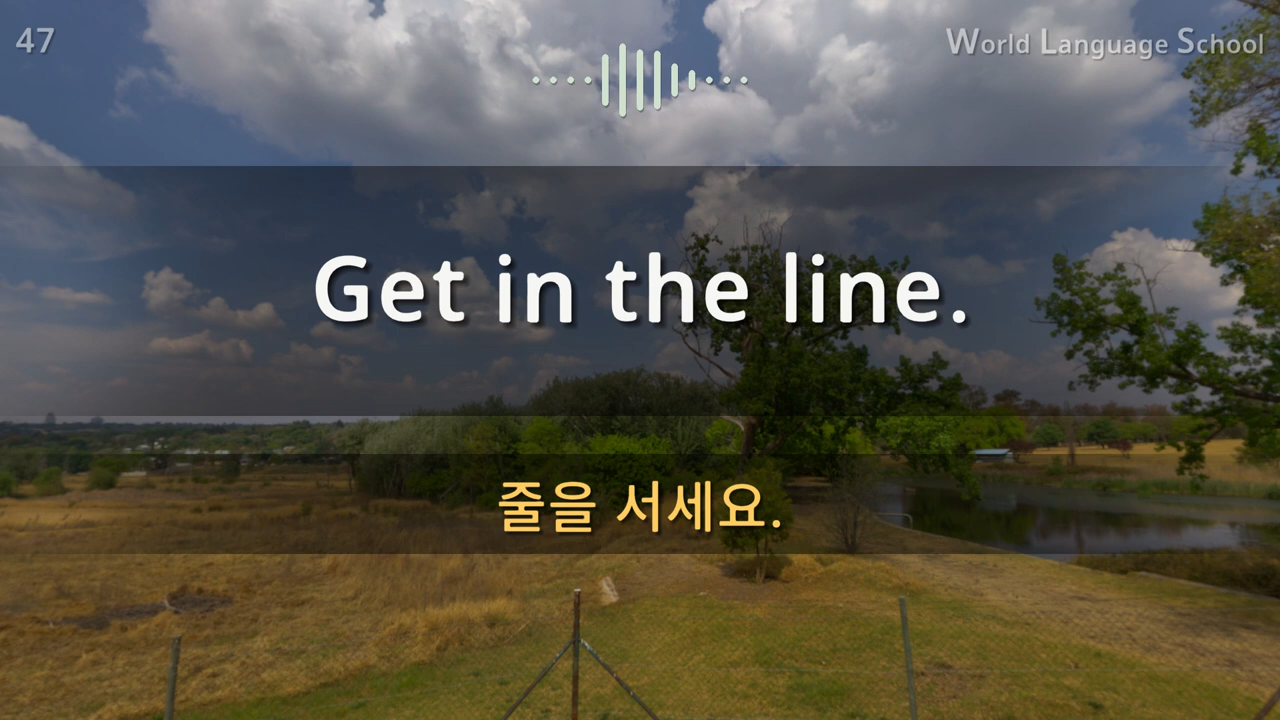 47
World Language School
Get in the line.
줄을 서세요.